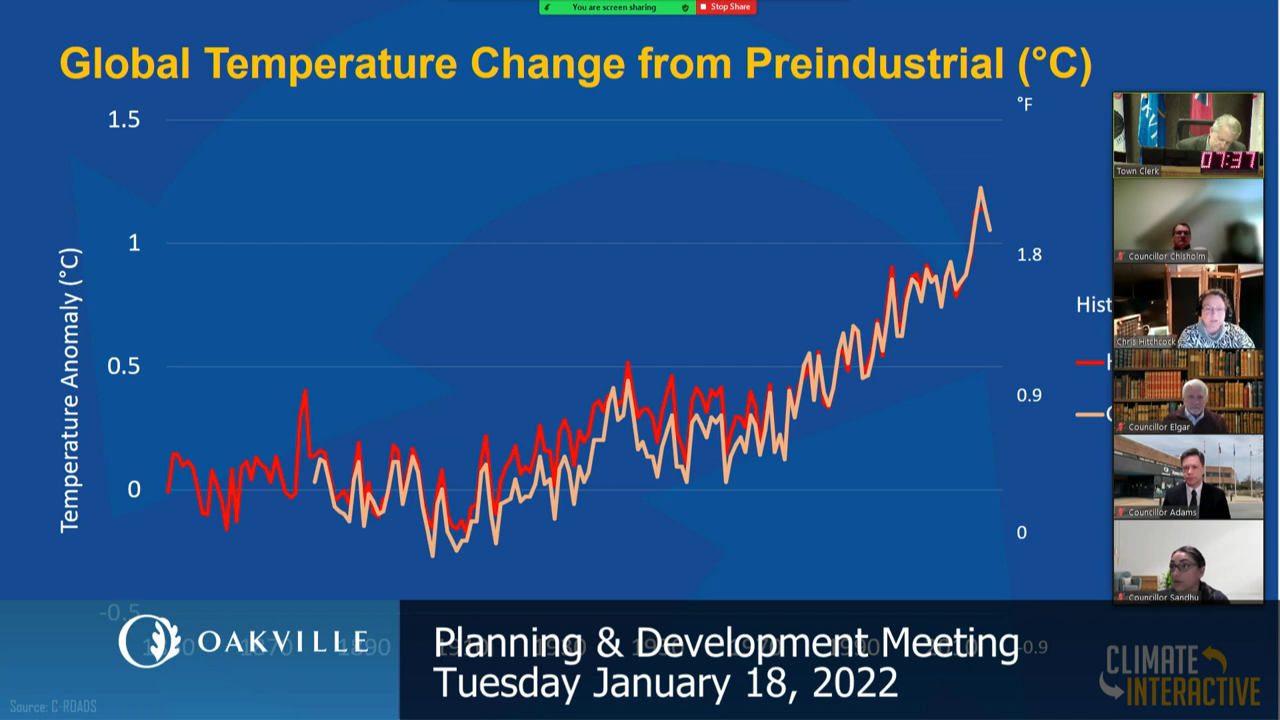 You are screen sharing
Stop Share
Global Temperature Change from Preindustrial (°C)
°F
1.5
1
0.5
0
-0.5
Temperature Anomaly (°C)
1.8
0.9
0
-0.9
Hist
Town Clerk
07:37
Councillor Chisholm
Chris Hitchcock
Councillor Elgar
Councillor Adams
Councillor Sandhu
OAKVILLE
Planning & Development Meeting
Tuesday January 18, 2022
1890
CLIMATE
INTERACTIVE
Source: C-ROADS